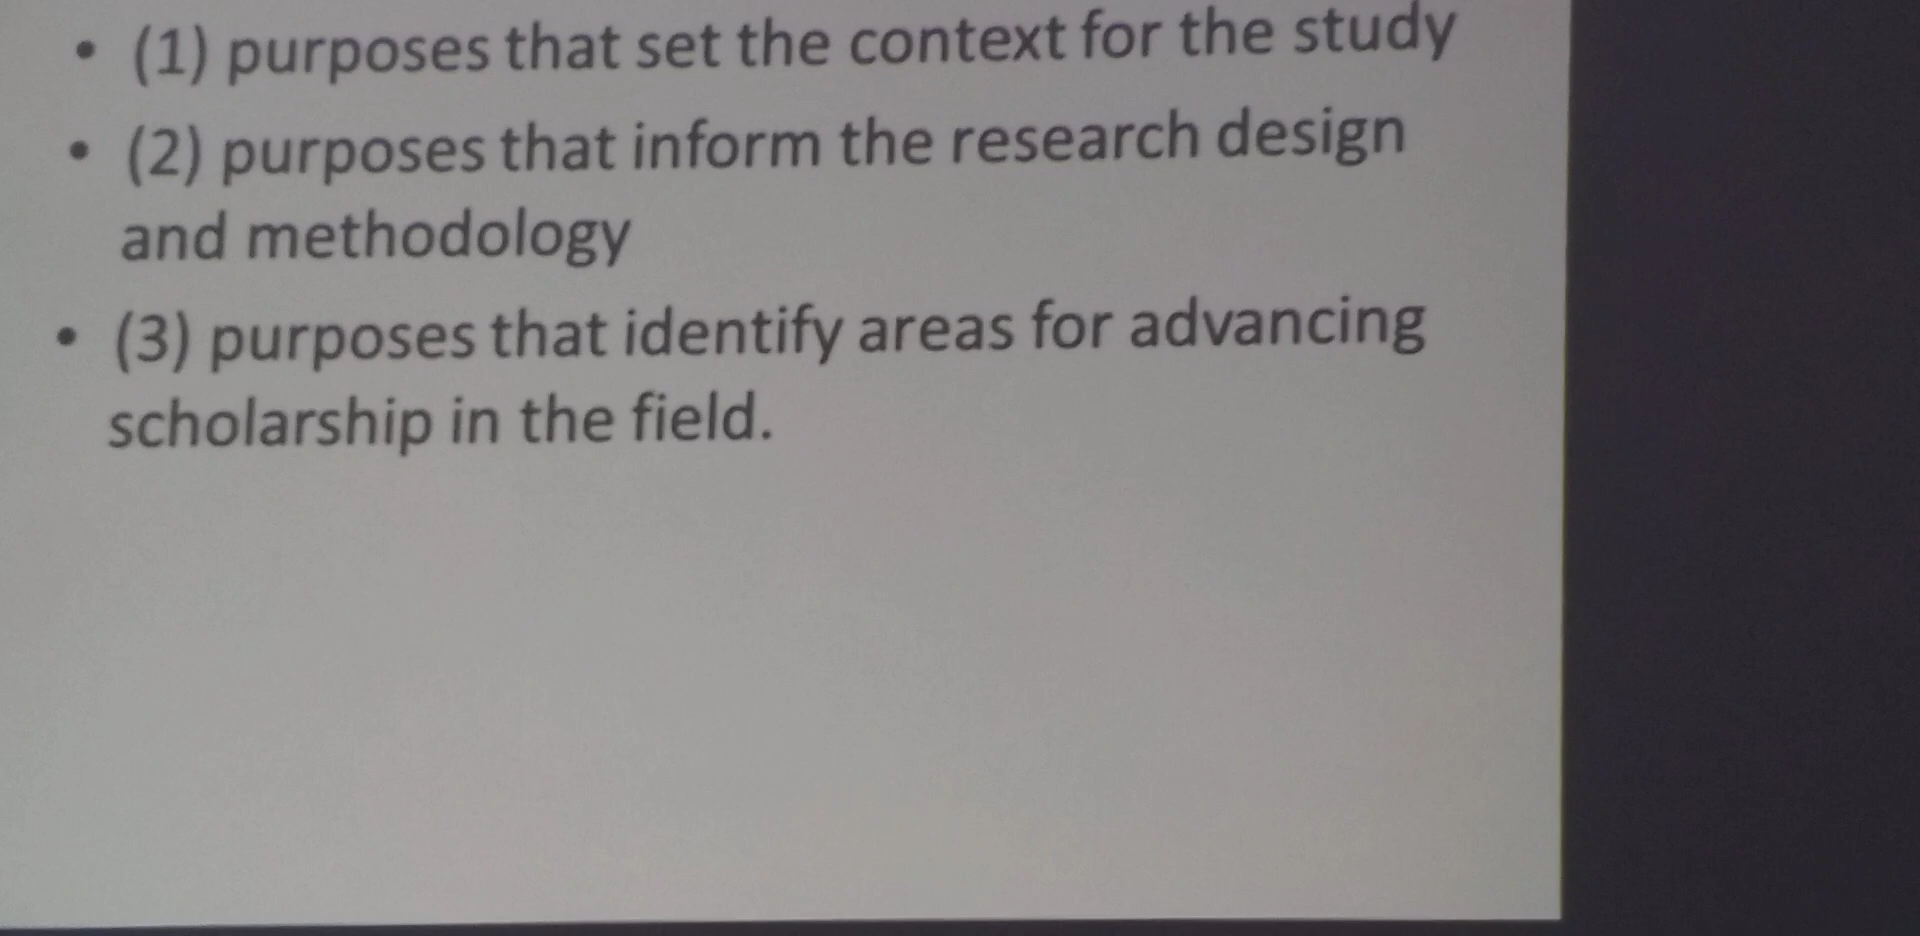 • (1) purposes that set the context for the study
• (2) purposes that inform the research design
and methodology
• (3) purposes that identify areas for advancing
scholarship in the field.